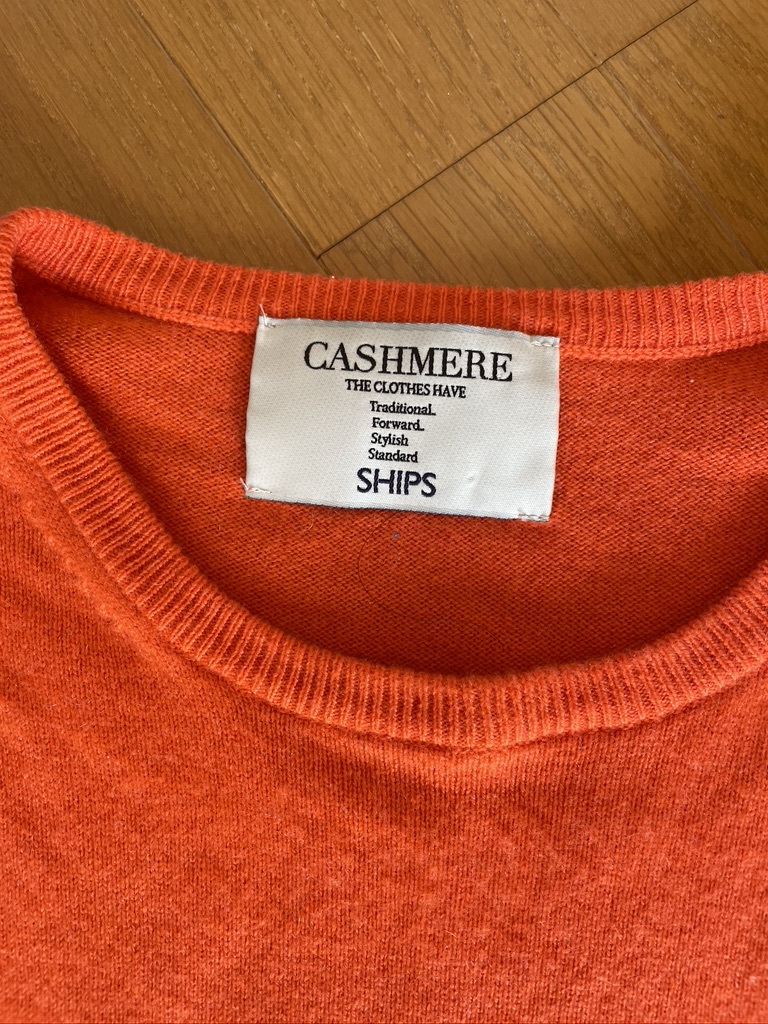 CASHMERE
THE CLOTHES HAVE
Traditional.
Forward.
Stylish
Standard
SHIPS